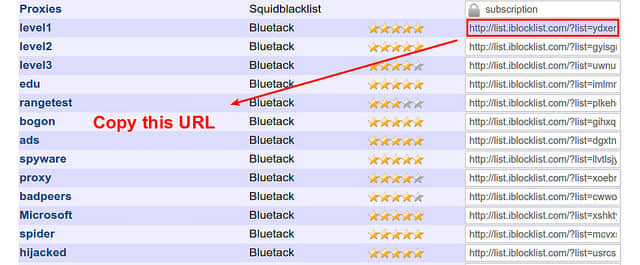 Proxies Squidblacklist subscription
level1 Bluetack http://list.iblocklist.com/?list=ydxer
level2 Bluetack http://list.iblocklist.com/?list=gyisg
level3 Bluetack http://list.iblocklist.com/?list=uwnu
edu Bluetack http://list.iblocklist.com/?list=imlmr
rangetest Bluetack http://list.iblocklist.com/?list=plkeh
bogon Bluetack http://list.iblocklist.com/?list=gihxq
Copy this URL
ads Bluetack http://list.iblocklist.com/?list=dgxtn
spyware Bluetack http://list.iblocklist.com/?list=llvtlsjy
proxy Bluetack http://list.iblocklist.com/?list=xoebr
badpeers Bluetack http://list.iblocklist.com/?list=cwwo
Microsoft Bluetack http://list.iblocklist.com/?list=xshkt
spider Bluetack http://list.iblocklist.com/?list=mcvx
hijacked Bluetack http://list.iblocklist.com/?list=usrcs